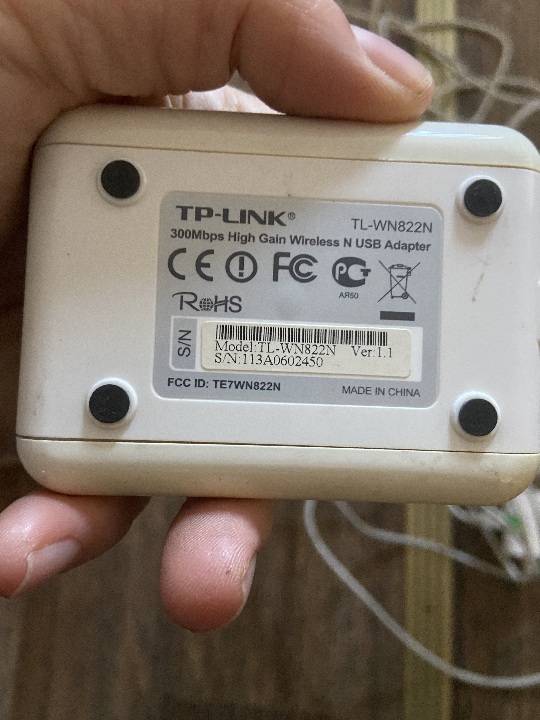 TP-LINK®
TL-WN822N
300Mbps High Gain Wireless N USB Adapter
CE FC PCT
AR50
RoHS
S/N
Model:TL-WN822N Ver:1.1
S/N:113A0602450
FCC ID: TE7WN822N
MADE IN CHINA